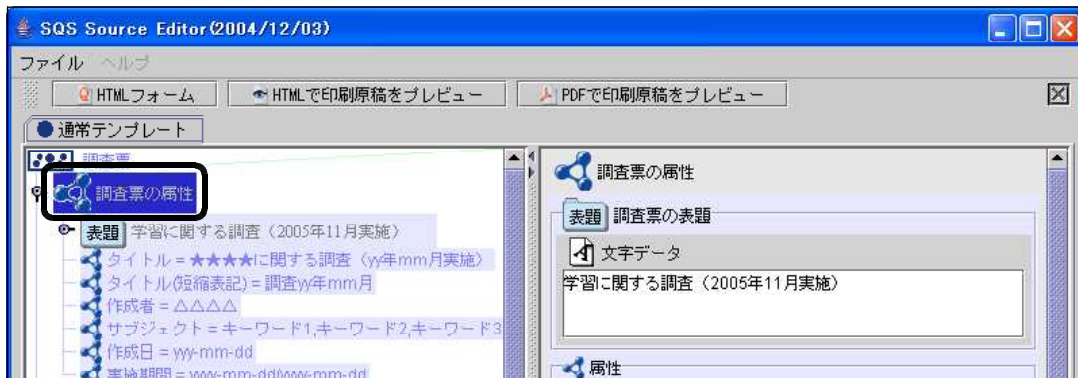 SQS Source Editor(2004/12/03)
ファイル ヘルプ
HTMLフォーム HTMLで印刷原稿をプレビュー PDFで印刷原稿をプレビュー
通常テンプレート
調査票
調査票の属性
表題 学習に関する調査（2005年11月実施）
タイトル = ★★★★に関する調査（yy年mm月実施）
タイトル(短縮表記) = 調査yy年mm月
作成者 = △△△△
サブジェクト = キーワード1,キーワード2,キーワード3
作成日 = yyy-mm-dd
実施期間 = yyyy-mm-dd/yyyy-mm-dd
調査票の属性
表題 調査票の表題
文字データ
学習に関する調査（2005年11月実施）
属性